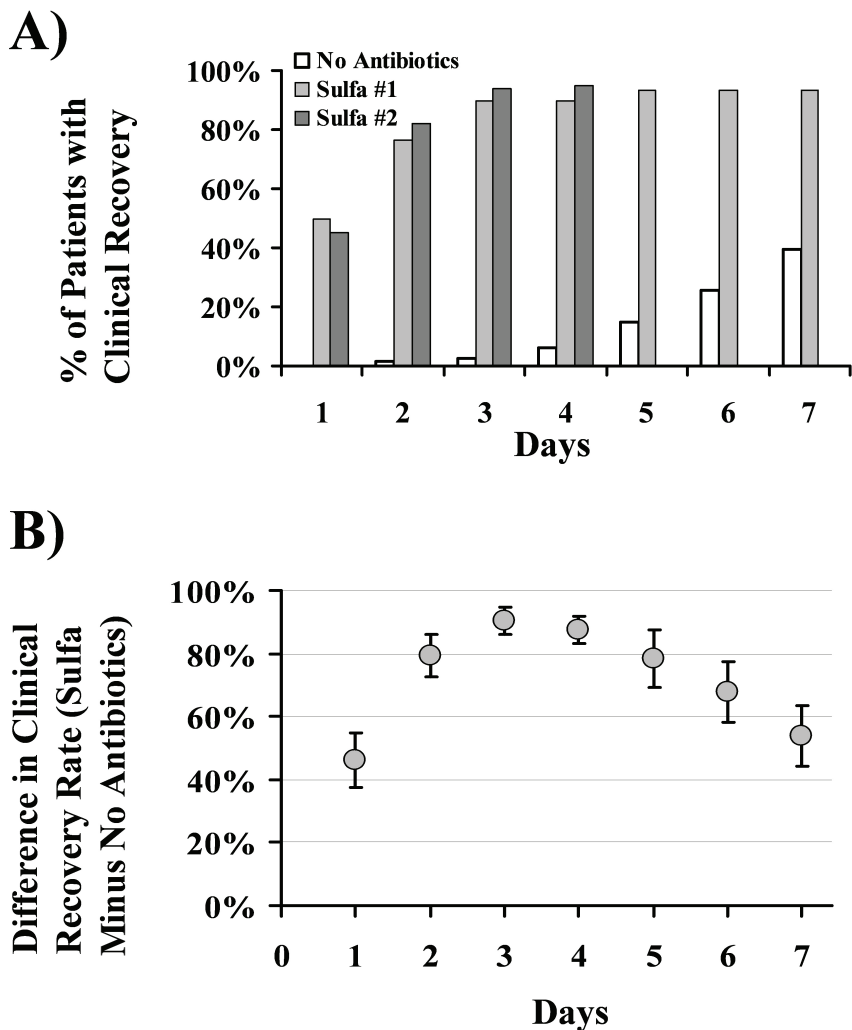 A)
No Antibiotics
Sulfa #1
Sulfa #2
% of Patients with
Clinical Recovery
100%
80%
60%
40%
20%
0%
1 2 3 4 5 6 7
Days
B)
Difference in Clinical
Recovery Rate (Sulfa
Minus No Antibiotics)
100%
80%
60%
40%
20%
0%
0 1 2 3 4 5 6 7
Days